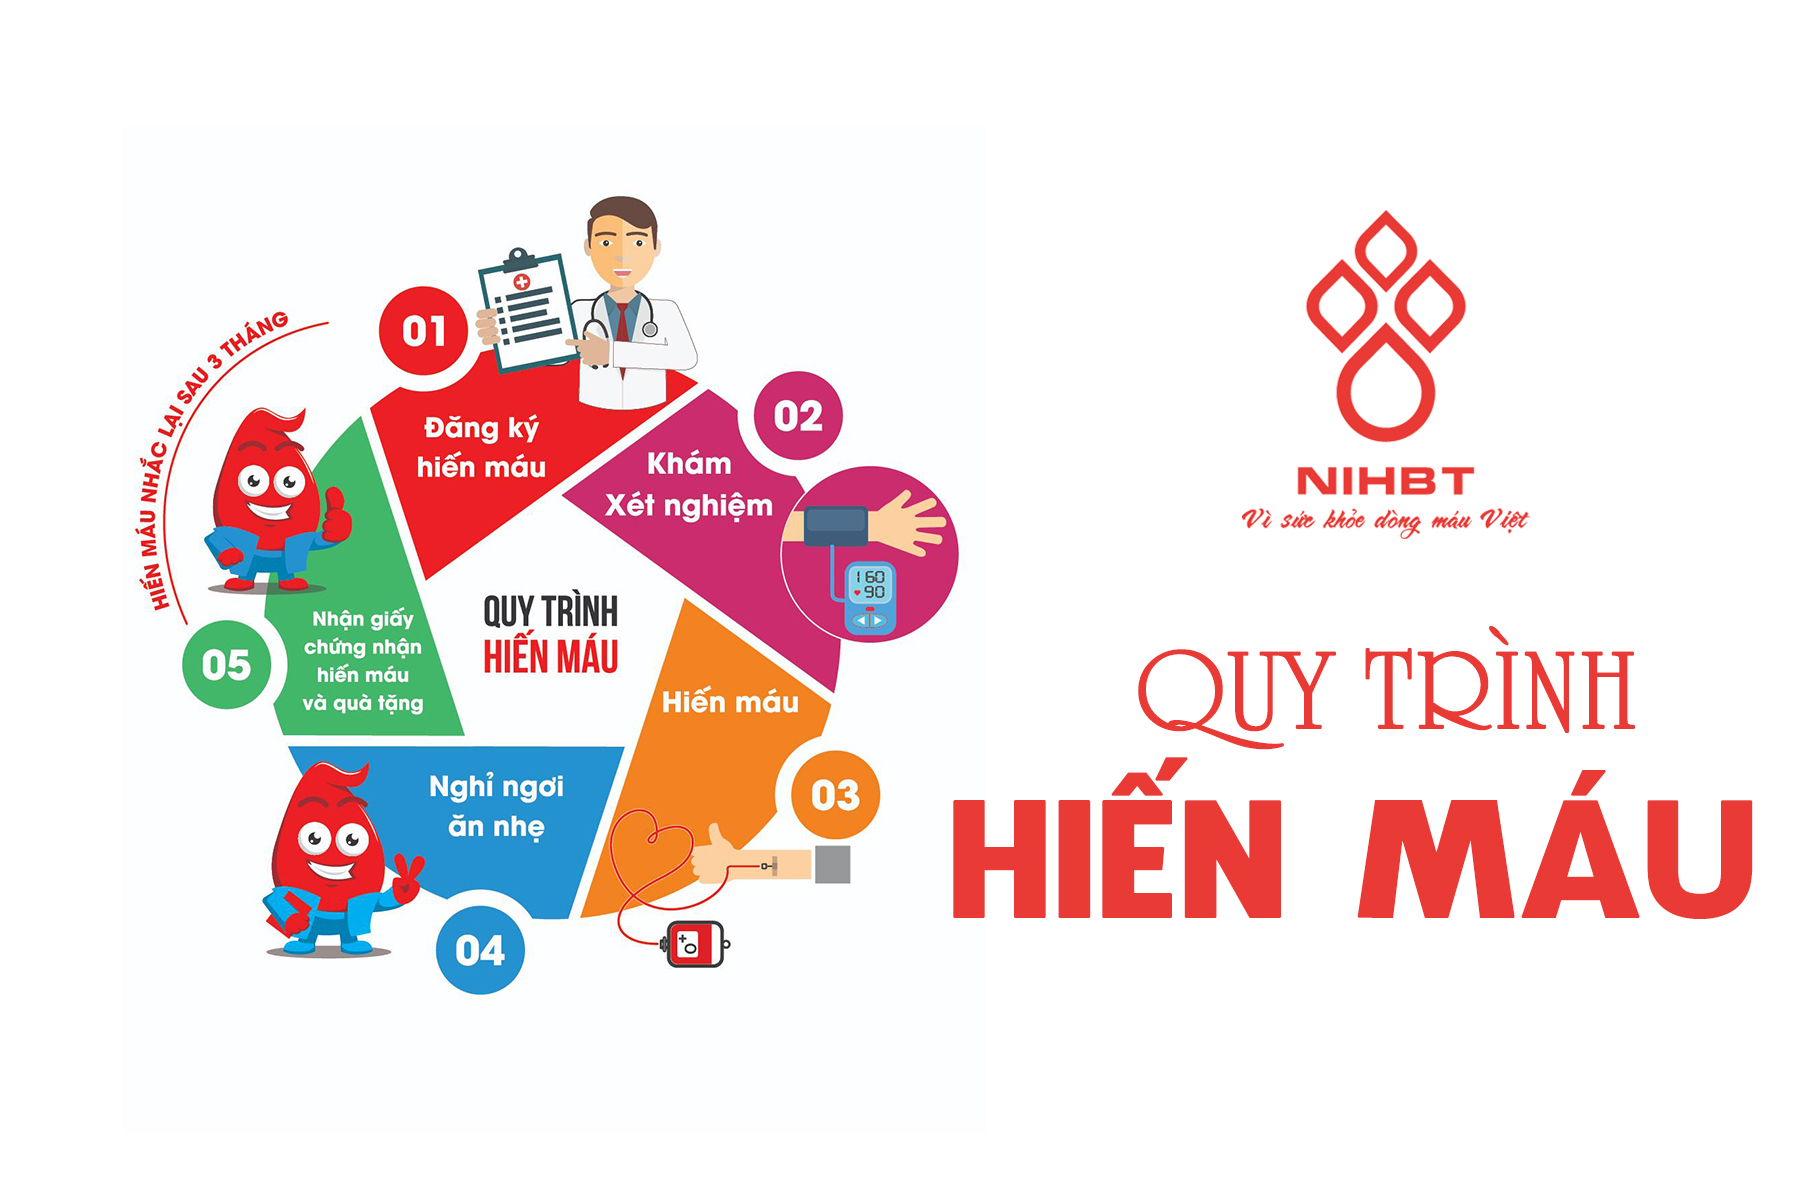 HIẾN MÁU NHẮC LẠI SAU 3 THÁNG
01
Đăng ký
hiến máu
02
Khám
Xét nghiệm
160
90
03
Hiến máu
+
O
04
Nghỉ ngơi
ăn nhẹ
05
Nhận giấy
chứng nhận
hiến máu
và quà tặng
QUY TRÌNH
HIẾN MÁU
NIHBT
Vì sức khỏe dòng máu Việt
QUY TRÌNH
HIẾN MÁU